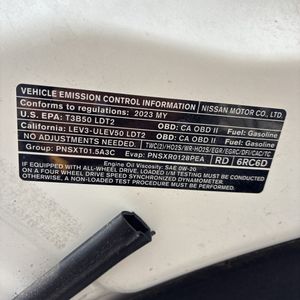 VEHICLE EMISSION CONTROL INFORMATION NISSAN MOTOR CO., LTD.
Conforms to regulations: 2023 MY
U.S. EPA: T3B50 LDT2 OBD: CA OBD II Fuel: Gasoline
California: LEV3-ULEV50 LDT2 OBD: CA OBD II Fuel: Gasoline
NO ADJUSTMENTS NEEDED. TWC(2)/HO2S/WR-HO2S/EGR/EGRC/DFI/CAC/TC
Group: PNSXT01.5A3C Evap: PNSXR0128PEA RD 6RC6D
Engine Oil Viscosity: SAE 0W-20
IF EQUIPPED WITH ALL-WHEEL DRIVE, LOADED I/M TESTING MUST BE CONDUCTED
ON A FOUR WHEEL DRIVE SPEED SYNCHRONIZED DYNAMOMETER.
OTHERWISE, A NON-LOADED TEST PROCEDURE MUST BE USED.